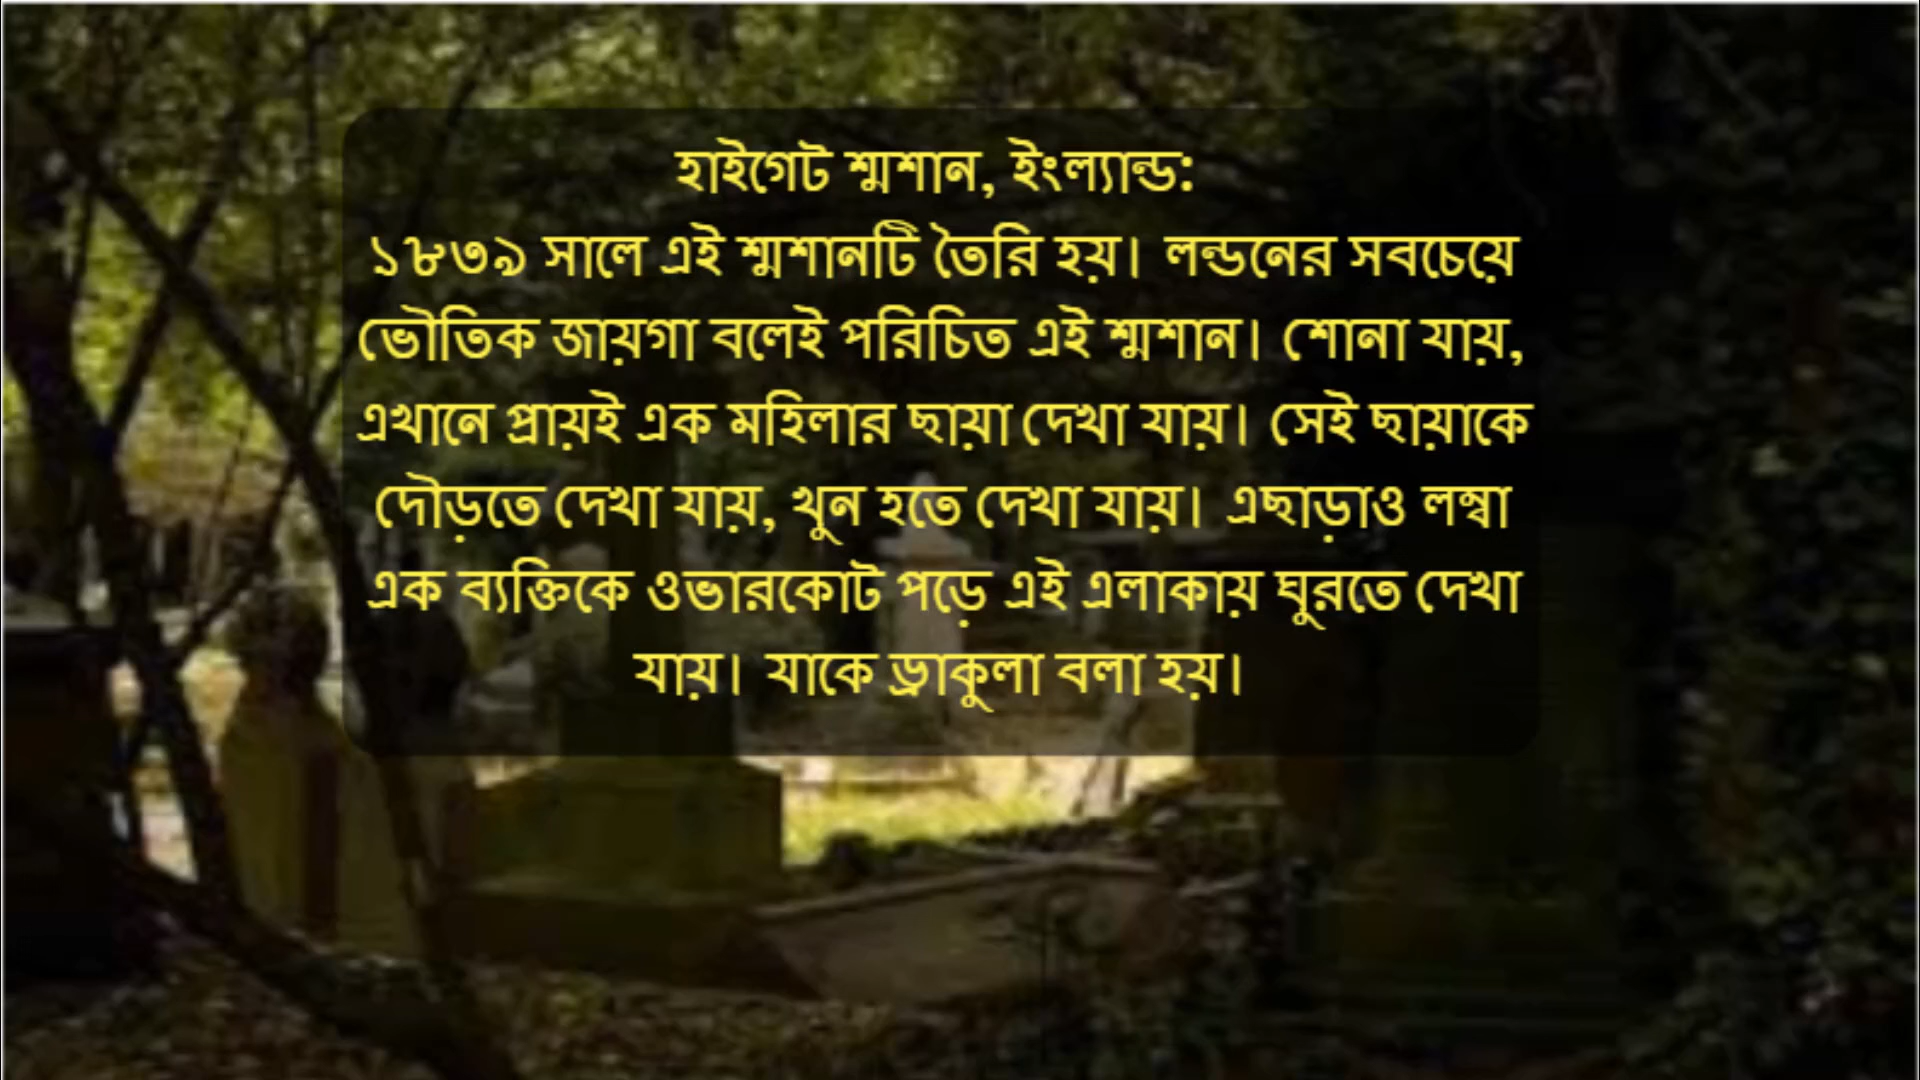 হাইগেট শ্মশান, ইংল্যান্ড:
১৮৩৯ সালে এই শ্মশানটি তৈরি হয়। লন্ডনের সবচেয়ে
ভৌতিক জায়গা বলেই পরিচিত এই শ্মশান। শোনা যায়,
এখানে প্রায়ই এক মহিলার ছায়া দেখা যায়। সেই ছায়াকে
দৌড়তে দেখা যায়, খুন হতে দেখা যায়। এছাড়াও লম্বা
এক ব্যক্তিকে ওভারকোট পড়ে এই এলাকায় ঘুরতে দেখা
যায়। যাকে ড্রাকুলা বলা হয়।